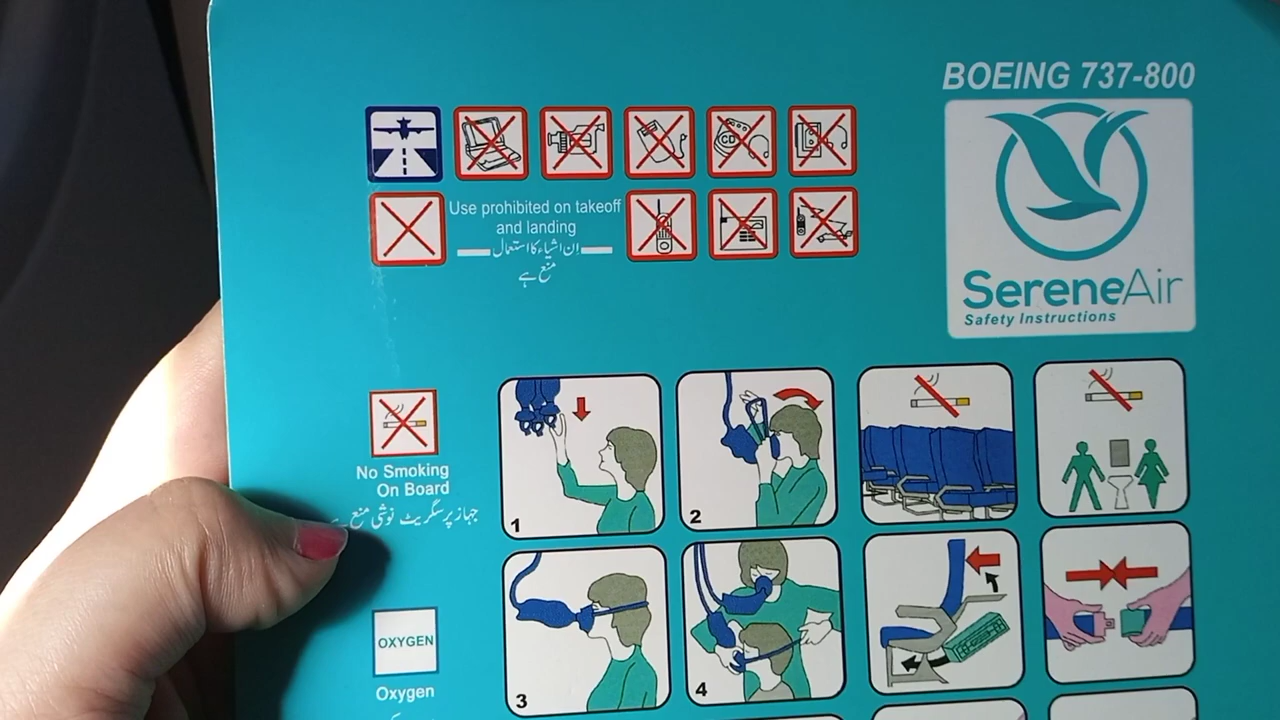 BOEING 737-800
SereneAir
Safety Instructions
Use prohibited on takeoff
and landing
اِن اشیاء کا استعمال
منع ہے
No Smoking
On Board
جہاز پر سگریٹ نوشی منع ہے
1
2
3
4
OXYGEN
Oxygen